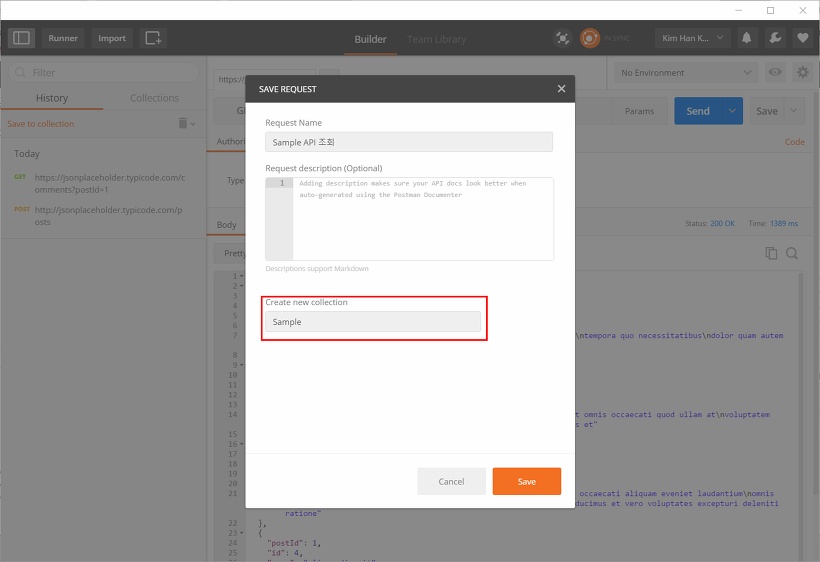 Runner
Import
Builder
Team Library
IN SYNC
Kim Han K...
Filter
https:/
No Environment
History
Collections
Save to collection
Today
GET https://jsonplaceholder.typicode.com/c
omments?postId=1
POST http://jsonplaceholder.typicode.com/p
osts
Params
Send
Save
Code
Type
Body
Status: 200 OK
Time: 1389 ms
Pretty
SAVE REQUEST
Request Name
Sample API 조회
Request description (Optional)
1 Adding description makes sure your API docs look better when
auto-generated using the Postman Documenter
Descriptions support Markdown
Create new collection
Sample
Cancel
Save
1
2
3
4
5
6
7 \ntempora quo necessitatibus\ndolor quam autem
8
9
10
11
12
13
14 t omnis occaecati quod ullam at\nvoluptatem
s et"
15
16
17
18
19
20
21 occaecati aliquam eveniet laudantium\nomnis
ducimus et vero voluptates excepturi deleniti
ratione"
22 },
23 {
24 "postId": 1,
25 "id": 4,
26